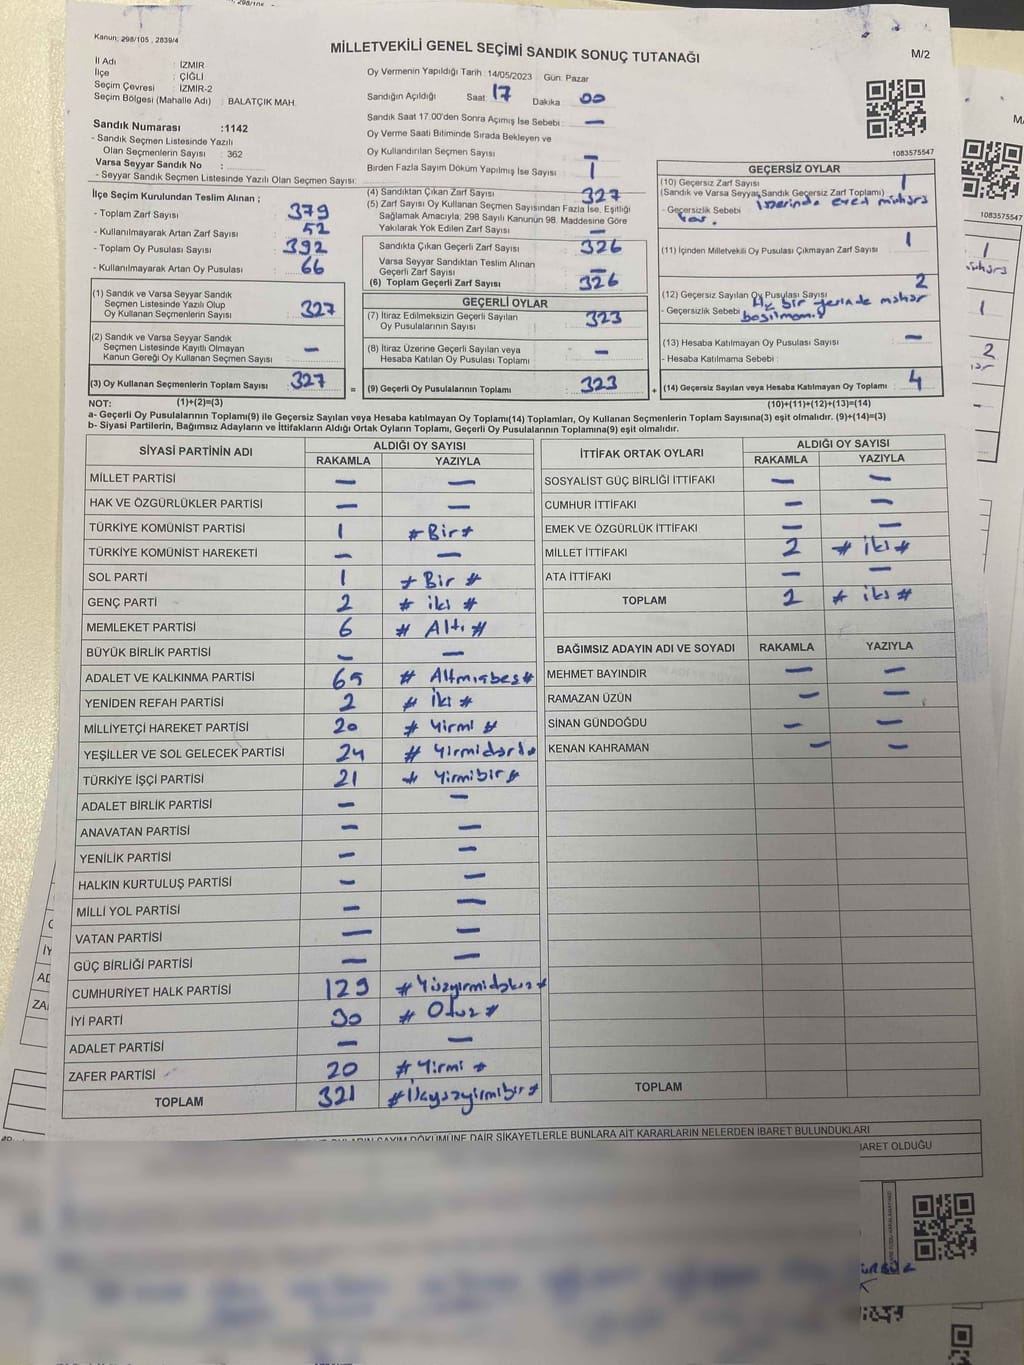 Kanun: 298/105 , 2839/4
MİLLETVEKİLİ GENEL SEÇİMİ SANDIK SONUÇ TUTANAĞI
M/2
İl Adı : İZMİR
İlçe : ÇİĞLİ
Seçim Çevresi : İZMİR-2
Seçim Bölgesi (Mahalle Adı) : BALATÇIK MAH.
Oy Vermenin Yapıldığı Tarih :14/05/2023 Gün: Pazar
Sandığın Açıldığı Saat: 17 Dakika : 00
Sandık Saat 17.00'den Sonra Açımış İse Sebebi : —
Oy Verme Saati Bitiminde Sırada Bekleyen ve
Oy Kullandırılan Seçmen Sayısı : —
Birden Fazla Sayım Döküm Yapılmış İse Sayısı : 1
1083575547
Sandık Numarası :1142
- Sandık Seçmen Listesinde Yazılı
Olan Seçmenlerin Sayısı : 362
Varsa Seyyar Sandık No :
- Seyyar Sandık Seçmen Listesinde Yazılı Olan Seçmen Sayısı:
İlçe Seçim Kurulundan Teslim Alınan ;
- Toplam Zarf Sayısı : 379
- Kullanılmayarak Artan Zarf Sayısı : 52
- Toplam Oy Pusulası Sayısı : 392
- Kullanılmayarak Artan Oy Pusulası : 66
(1) Sandık ve Varsa Seyyar Sandık
Seçmen Listesinde Yazılı Olup
Oy Kullanan Seçmenlerin Sayısı : 327
(2) Sandık ve Varsa Seyyar Sandık
Seçmen Listesinde Kayıtlı Olmayan
Kanun Gereği Oy Kullanan Seçmen Sayısı : —
(3) Oy Kullanan Seçmenlerin Toplam Sayısı : 327
(4) Sandıktan Çıkan Zarf Sayısı : 327
(5) Zarf Sayısı Oy Kullanan Seçmen Sayısından Fazla İse, Eşitliği
Sağlamak Amacıyla, 298 Sayılı Kanunun 98. Maddesine Göre
Yakılarak Yok Edilen Zarf Sayısı : —
Sandıkta Çıkan Geçerli Zarf Sayısı : 326
Varsa Seyyar Sandıktan Teslim Alınan
Geçerli Zarf Sayısı : —
(6) Toplam Geçerli Zarf Sayısı : 326
GEÇERLİ OYLAR
(7) İtiraz Edilmeksizin Geçerli Sayılan
Oy Pusulalarının Sayısı : 323
(8) İtiraz Üzerine Geçerli Sayılan veya
Hesaba Katılan Oy Pusulası Toplamı : —
= (9) Geçerli Oy Pusulalarının Toplamı : 323
GEÇERSİZ OYLAR
(10) Geçersiz Zarf Sayısı : 1
(Sandık ve Varsa Seyyar Sandık Geçersiz Zarf Toplamı)
- Geçersizlik Sebebi : üzerinde evet mührü
var.
(11) İçinden Milletvekili Oy Pusulası Çıkmayan Zarf Sayısı : 1
(12) Geçersiz Sayılan Oy Pusulası Sayısı : 2
- Geçersizlik Sebebi : Hiç bir yerinde mühür
basılmamış
(13) Hesaba Katılmayan Oy Pusulası Sayısı : —
- Hesaba Katılmama Sebebi :
+ (14) Geçersiz Sayılan veya Hesaba Katılmayan Oy Toplamı : 4
NOT: (1)+(2)=(3)
(10)+(11)+(12)+(13)=(14)
a- Geçerli Oy Pusulalarının Toplamı(9) ile Geçersiz Sayılan veya Hesaba katılmayan Oy Toplamı(14) Toplamları, Oy Kullanan Seçmenlerin Toplam Sayısına(3) eşit olmalıdır. (9)+(14)=(3)
b- Siyasi Partilerin, Bağımsız Adayların ve İttifakların Aldığı Ortak Oyların Toplamı, Geçerli Oy Pusulalarının Toplamına(9) eşit olmalıdır.
SİYASİ PARTİNİN ADI ALDIĞI OY SAYISI
RAKAMLA YAZIYLA
MİLLET PARTİSİ — —
HAK VE ÖZGÜRLÜKLER PARTİSİ — —
TÜRKİYE KOMÜNİST PARTİSİ 1 # Bir #
TÜRKİYE KOMÜNİST HAREKETİ — —
SOL PARTİ 1 # Bir #
GENÇ PARTİ 2 # iki #
MEMLEKET PARTİSİ 6 # Altı #
BÜYÜK BİRLİK PARTİSİ — —
ADALET VE KALKINMA PARTİSİ 65 # Altmışbeş #
YENİDEN REFAH PARTİSİ 2 # İki #
MİLLİYETÇİ HAREKET PARTİSİ 20 # Yirmi #
YEŞİLLER VE SOL GELECEK PARTİSİ 24 # Yirmidört #
TÜRKİYE İŞÇİ PARTİSİ 21 # Yirmibir #
ADALET BİRLİK PARTİSİ — —
ANAVATAN PARTİSİ — —
YENİLİK PARTİSİ — —
HALKIN KURTULUŞ PARTİSİ — —
MİLLİ YOL PARTİSİ — —
VATAN PARTİSİ — —
GÜÇ BİRLİĞİ PARTİSİ — —
CUMHURİYET HALK PARTİSİ 129 # Yüzyirmidokuz #
İYİ PARTİ 30 # Otuz #
ADALET PARTİSİ — —
ZAFER PARTİSİ 20 # Yirmi #
TOPLAM 321 # Üçyüzyirmibir #
İTTİFAK ORTAK OYLARI ALDIĞI OY SAYISI
RAKAMLA YAZIYLA
SOSYALİST GÜÇ BİRLİĞİ İTTİFAKI — —
CUMHUR İTTİFAKI — —
EMEK VE ÖZGÜRLÜK İTTİFAKI — —
MİLLET İTTİFAKI 2 # iki #
ATA İTTİFAKI — —
TOPLAM 2 # iki #
BAĞIMSIZ ADAYIN ADI VE SOYADI RAKAMLA YAZIYLA
MEHMET BAYINDIR — —
RAMAZAN ÜZÜN — —
SİNAN GÜNDOĞDU — —
KENAN KAHRAMAN — —
TOPLAM
SAYIM DÖKÜMÜNE DAİR ŞİKAYETLERLE BUNLARA AİT KARARLARIN NELERDEN İBARET BULUNDUKLARI
İBARET OLDUĞU
1083575547